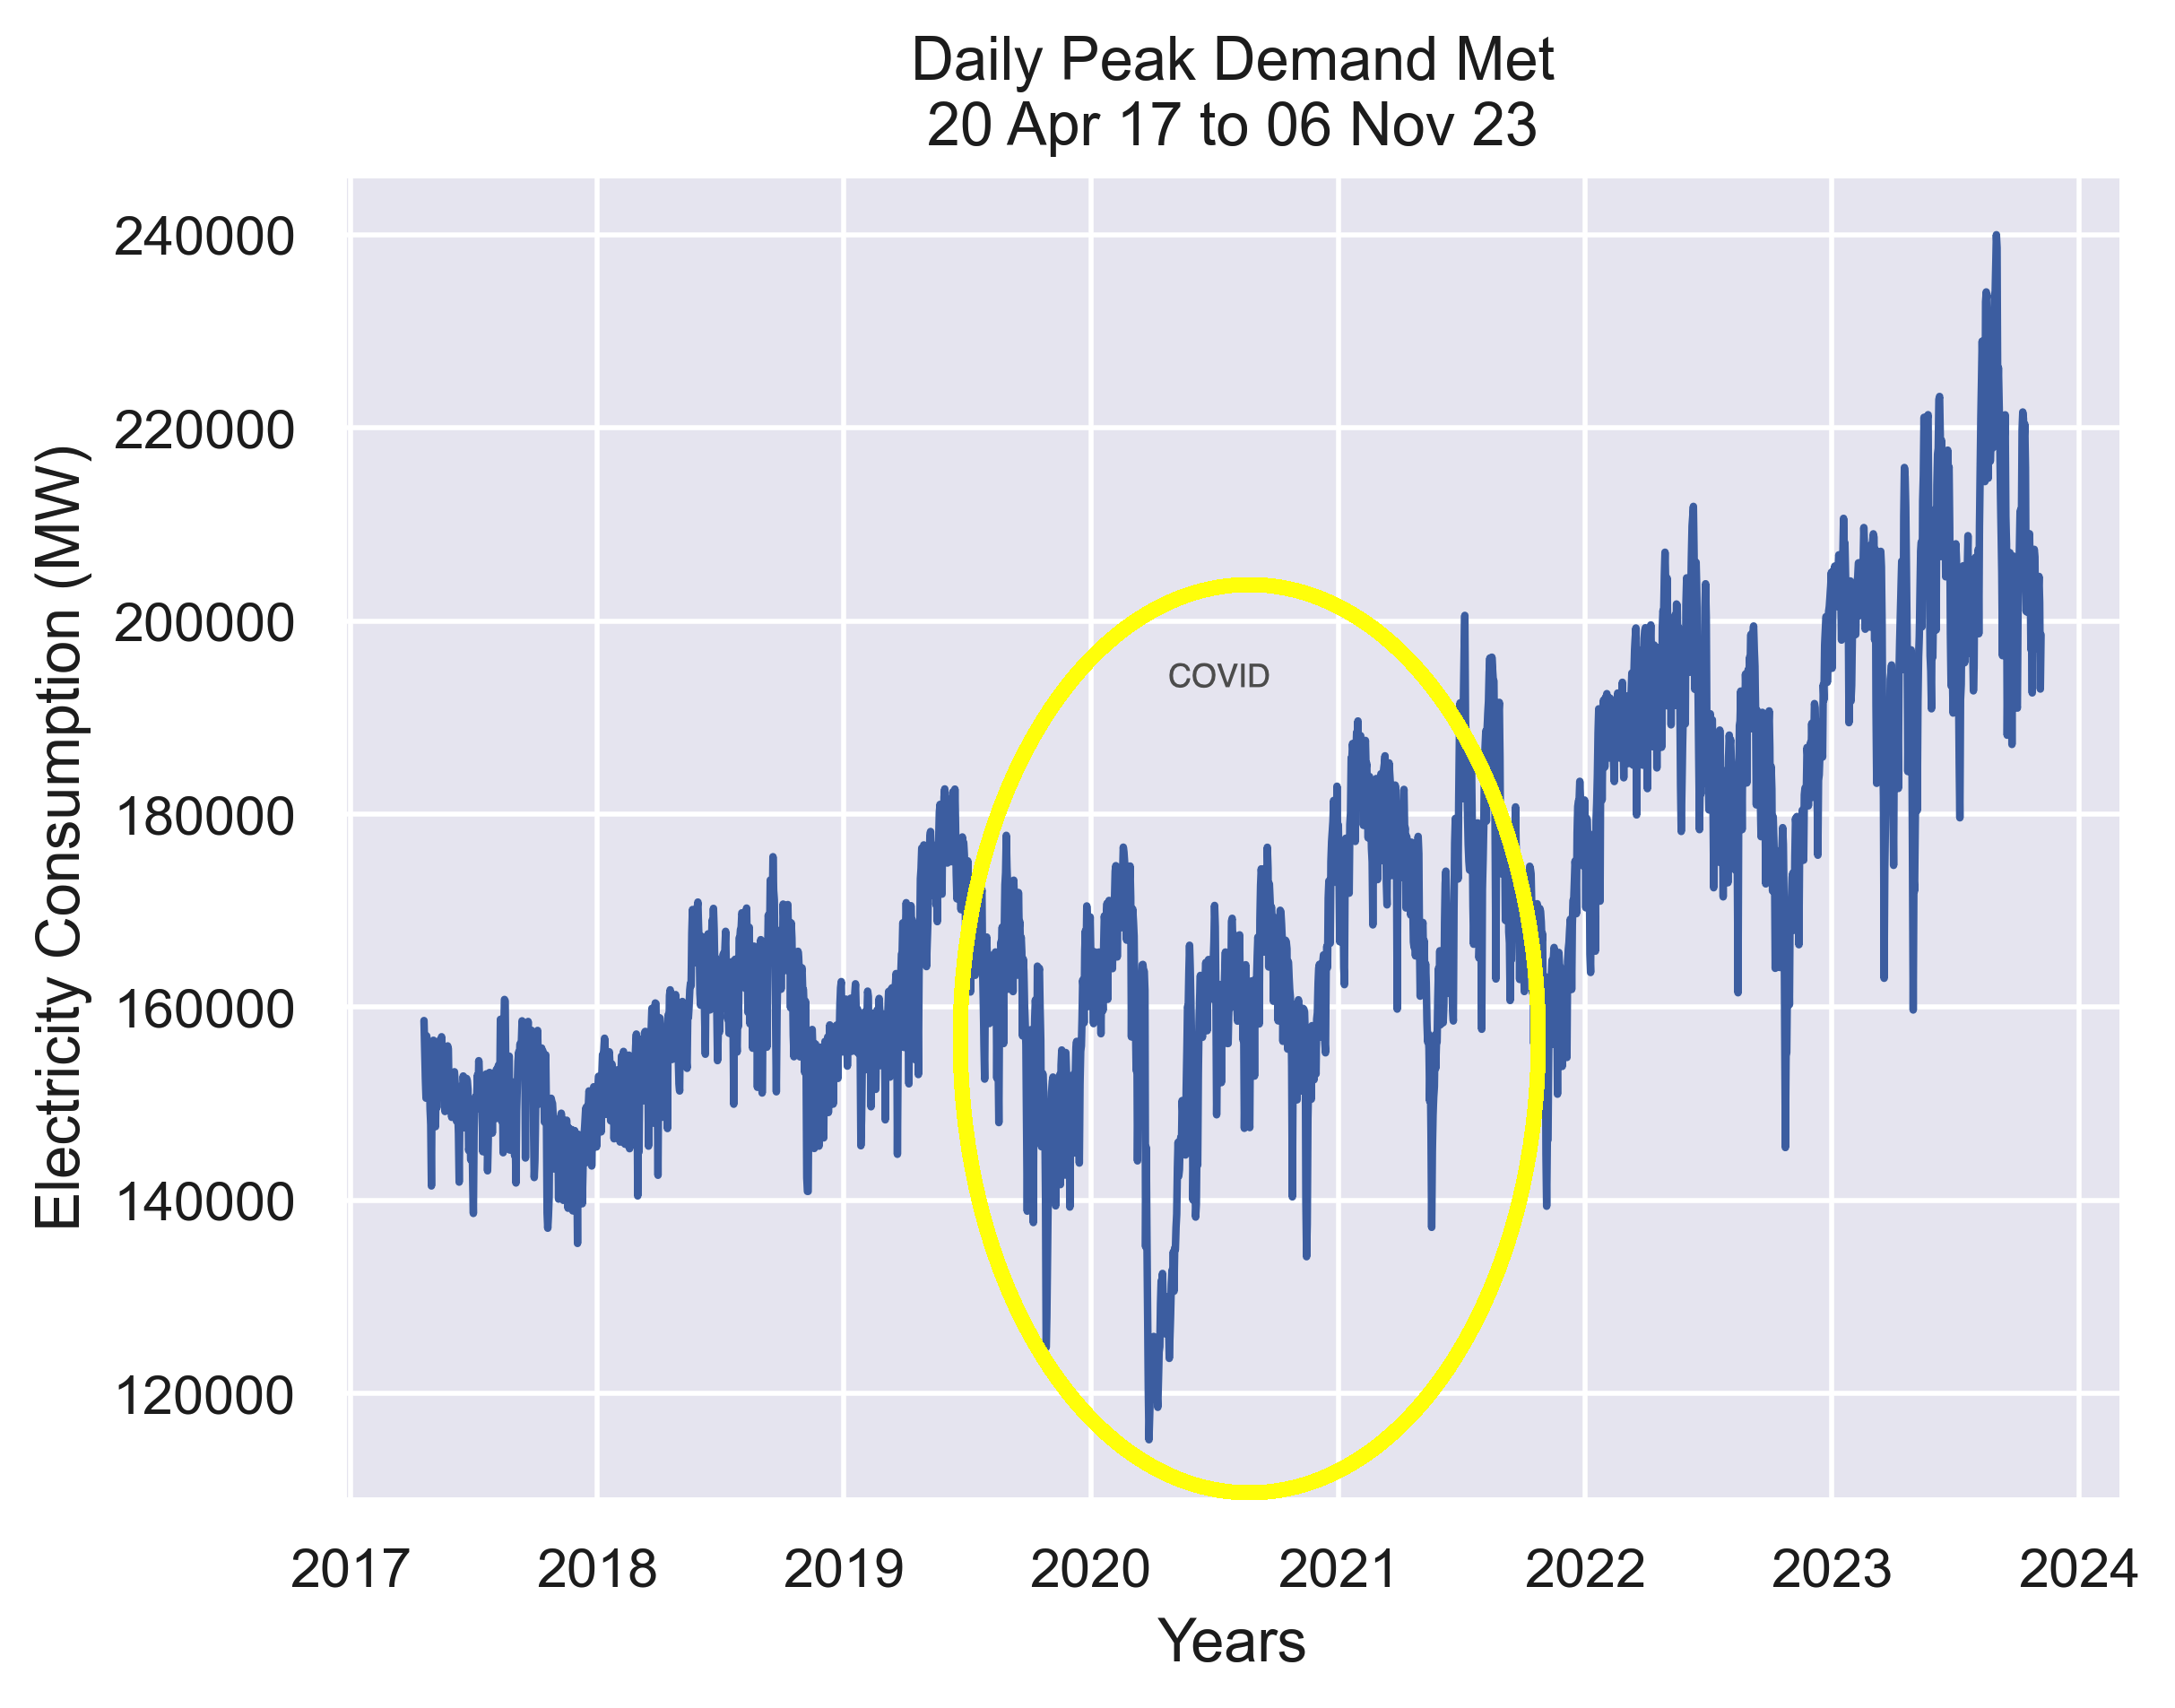 Daily Peak Demand Met
20 Apr 17 to 06 Nov 23
Electricity Consumption (MW)
240000
220000
200000
180000
160000
140000
120000
COVID
2017 2018 2019 2020 2021 2022 2023 2024
Years